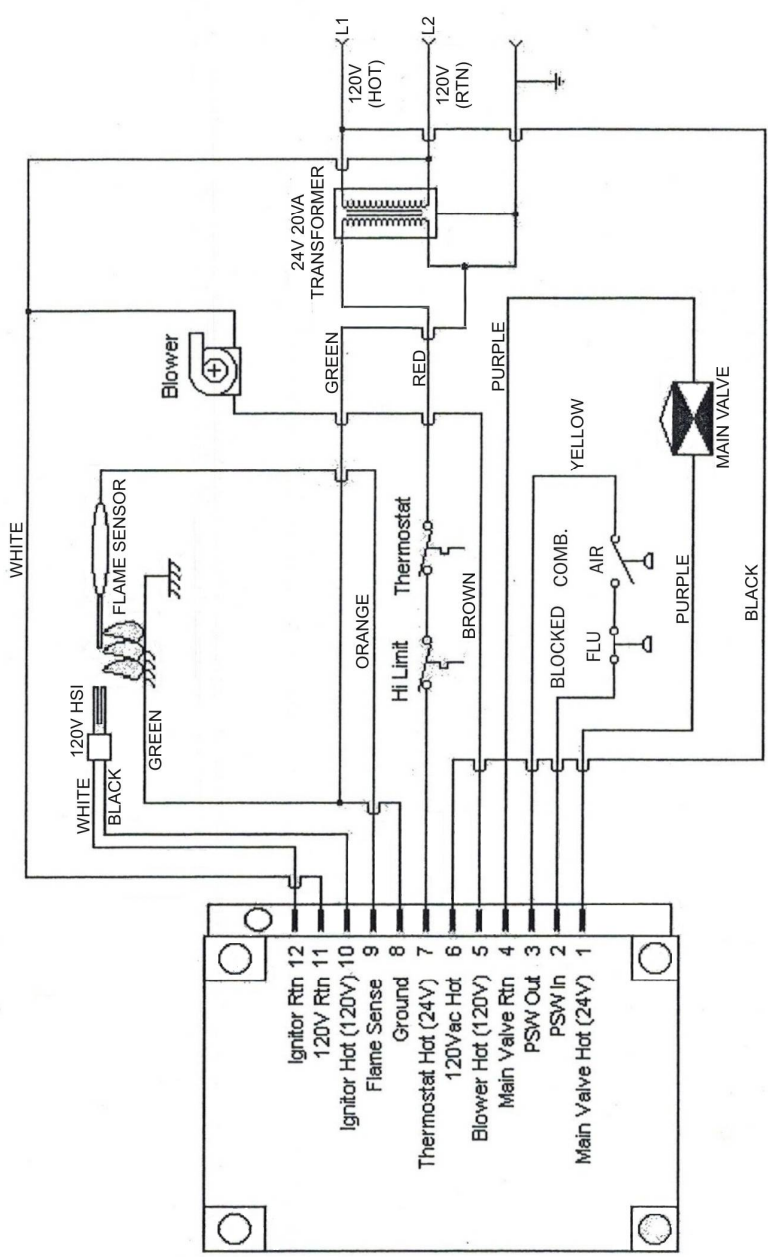 L1
120V
(HOT)
L2
120V
(RTN)
24V 20VA
TRANSFORMER
Blower
WHITE
GREEN
RED
PURPLE
YELLOW
MAIN VALVE
FLAME SENSOR
Thermostat
BROWN
COMB.
AIR
BLOCKED
FLU
PURPLE
BLACK
120V HSI
ORANGE
Hi Limit
GREEN
WHITE
BLACK
Ignitor Rtn 12
120V Rtn 11
Ignitor Hot (120V) 10
Flame Sense 9
Ground 8
Thermostat Hot (24V) 7
120Vac Hot 6
Blower Hot (120V) 5
Main Valve Rtn 4
PSW Out 3
PSW In 2
Main Valve Hot (24V) 1